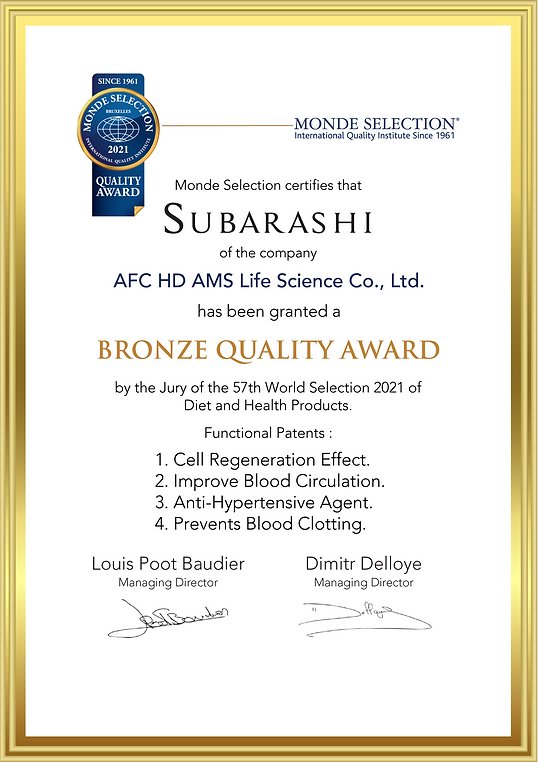 SINCE 1961
MONDE SELECTION
BRUXELLES
2021
INTERNATIONAL QUALITY INSTITUTE
QUALITY
AWARD
MONDE SELECTION®
International Quality Institute Since 1961
Monde Selection certifies that
SUBARASHI
of the company
AFC HD AMS Life Science Co., Ltd.
has been granted a
BRONZE QUALITY AWARD
by the Jury of the 57th World Selection 2021 of
Diet and Health Products.
Functional Patents :
1. Cell Regeneration Effect.
2. Improve Blood Circulation.
3. Anti-Hypertensive Agent.
4. Prevents Blood Clotting.
Louis Poot Baudier
Managing Director
Dimitr Delloye
Managing Director